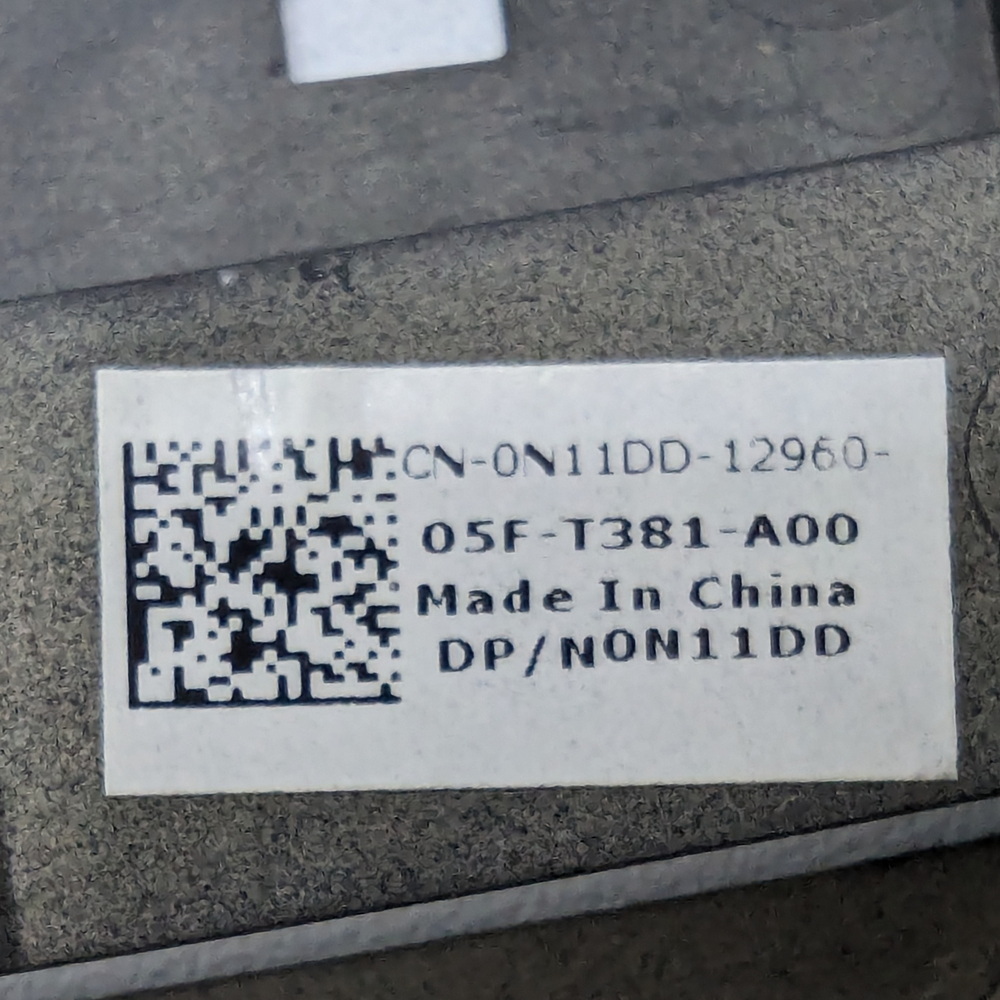 CN-0N11DD-12960-
05F-T381-A00
Made In China
DP/N0N11DD